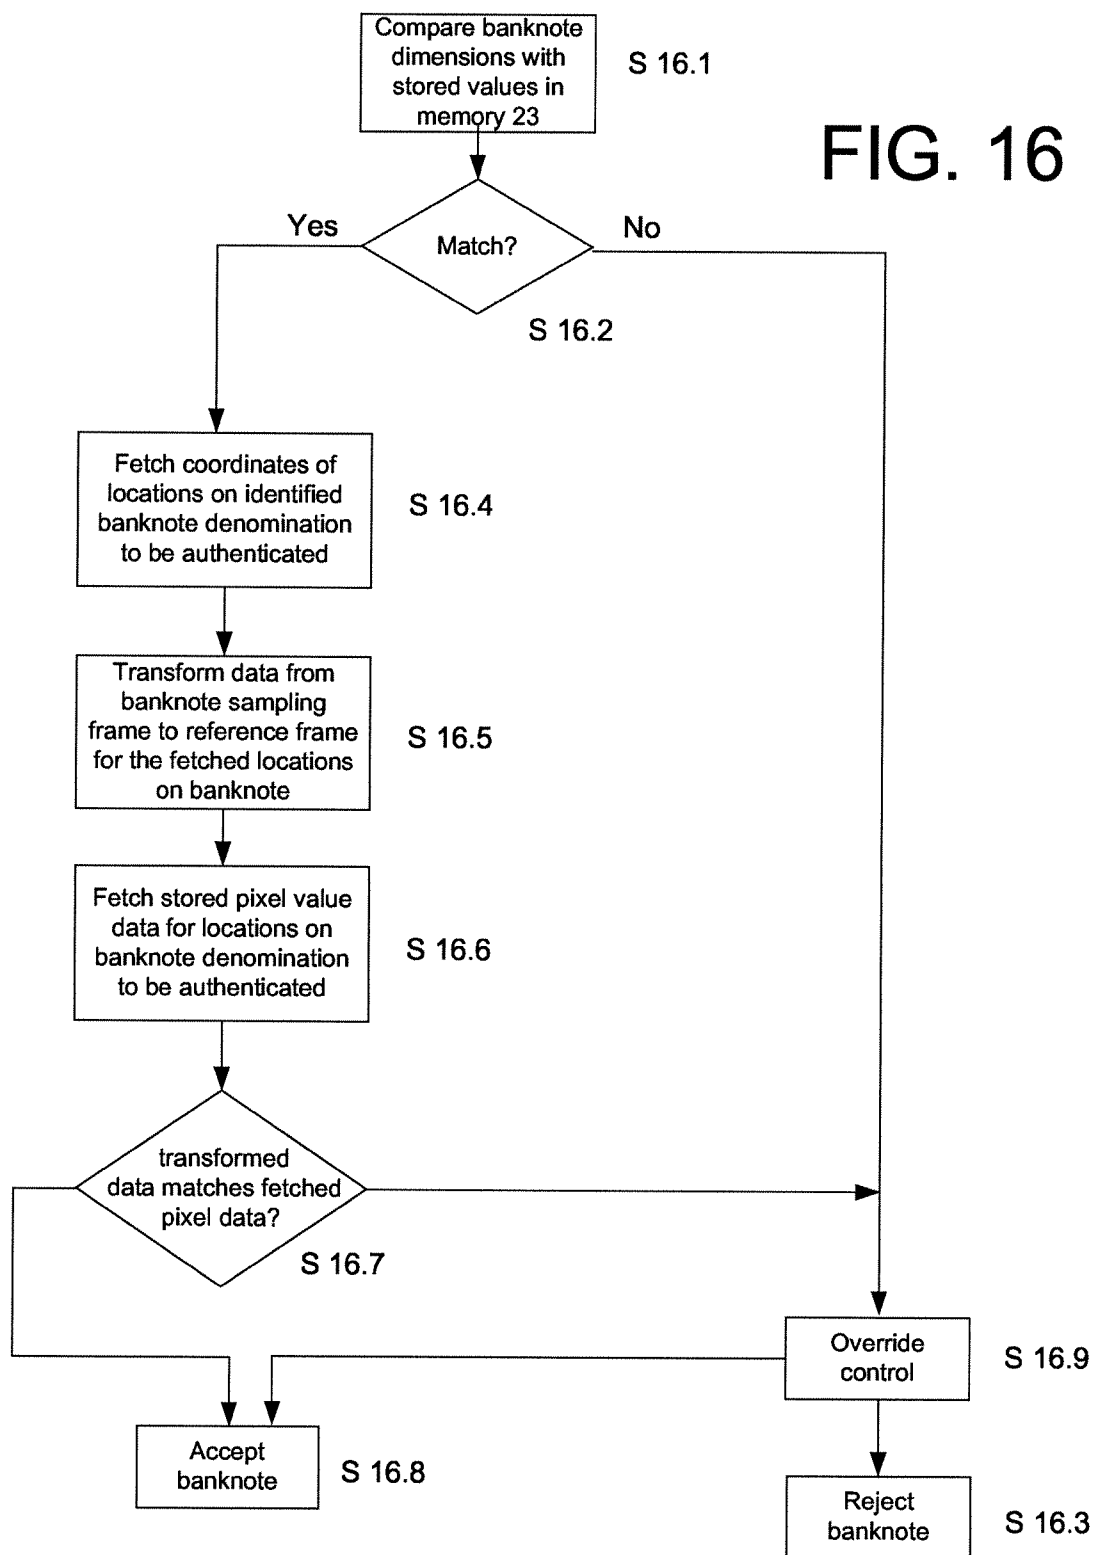 Compare banknote
dimensions with
stored values in
memory 23
S 16.1
FIG. 16
Yes
Match?
No
S 16.2
Fetch coordinates of
locations on identified
banknote denomination
to be authenticated
S 16.4
Transform data from
banknote sampling
frame to reference frame
for the fetched locations
on banknote
S 16.5
Fetch stored pixel value
data for locations on
banknote denomination
to be authenticated
S 16.6
transformed
data matches fetched
pixel data?
S 16.7
Override
control
S 16.9
Accept
banknote
S 16.8
Reject
banknote
S 16.3